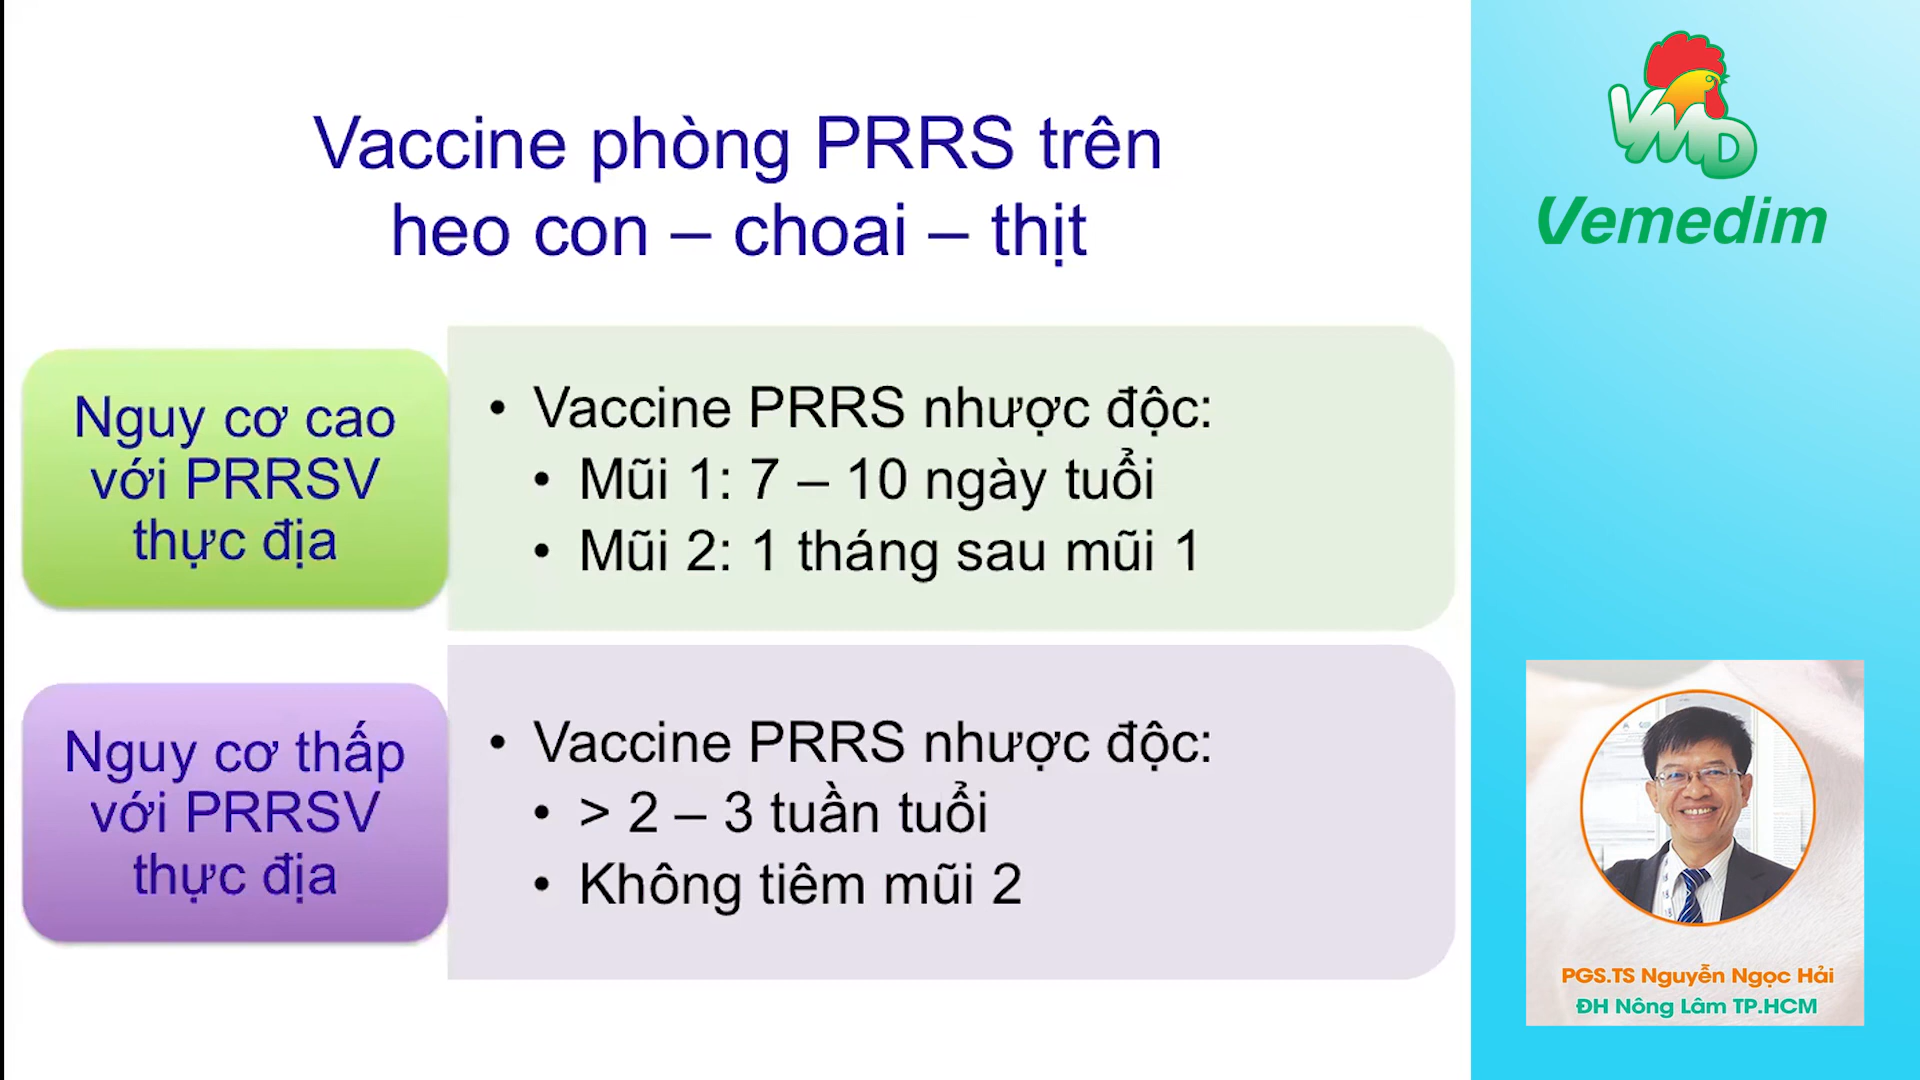 Vaccine phòng PRRS trên
heo con – choai – thịt
Nguy cơ cao
với PRRSV
thực địa
• Vaccine PRRS nhược độc:
• Mũi 1: 7 – 10 ngày tuổi
• Mũi 2: 1 tháng sau mũi 1
Nguy cơ thấp
với PRRSV
thực địa
• Vaccine PRRS nhược độc:
• > 2 – 3 tuần tuổi
• Không tiêm mũi 2
VMD
Vemedim
PGS.TS Nguyễn Ngọc Hải
ĐH Nông Lâm TP.HCM